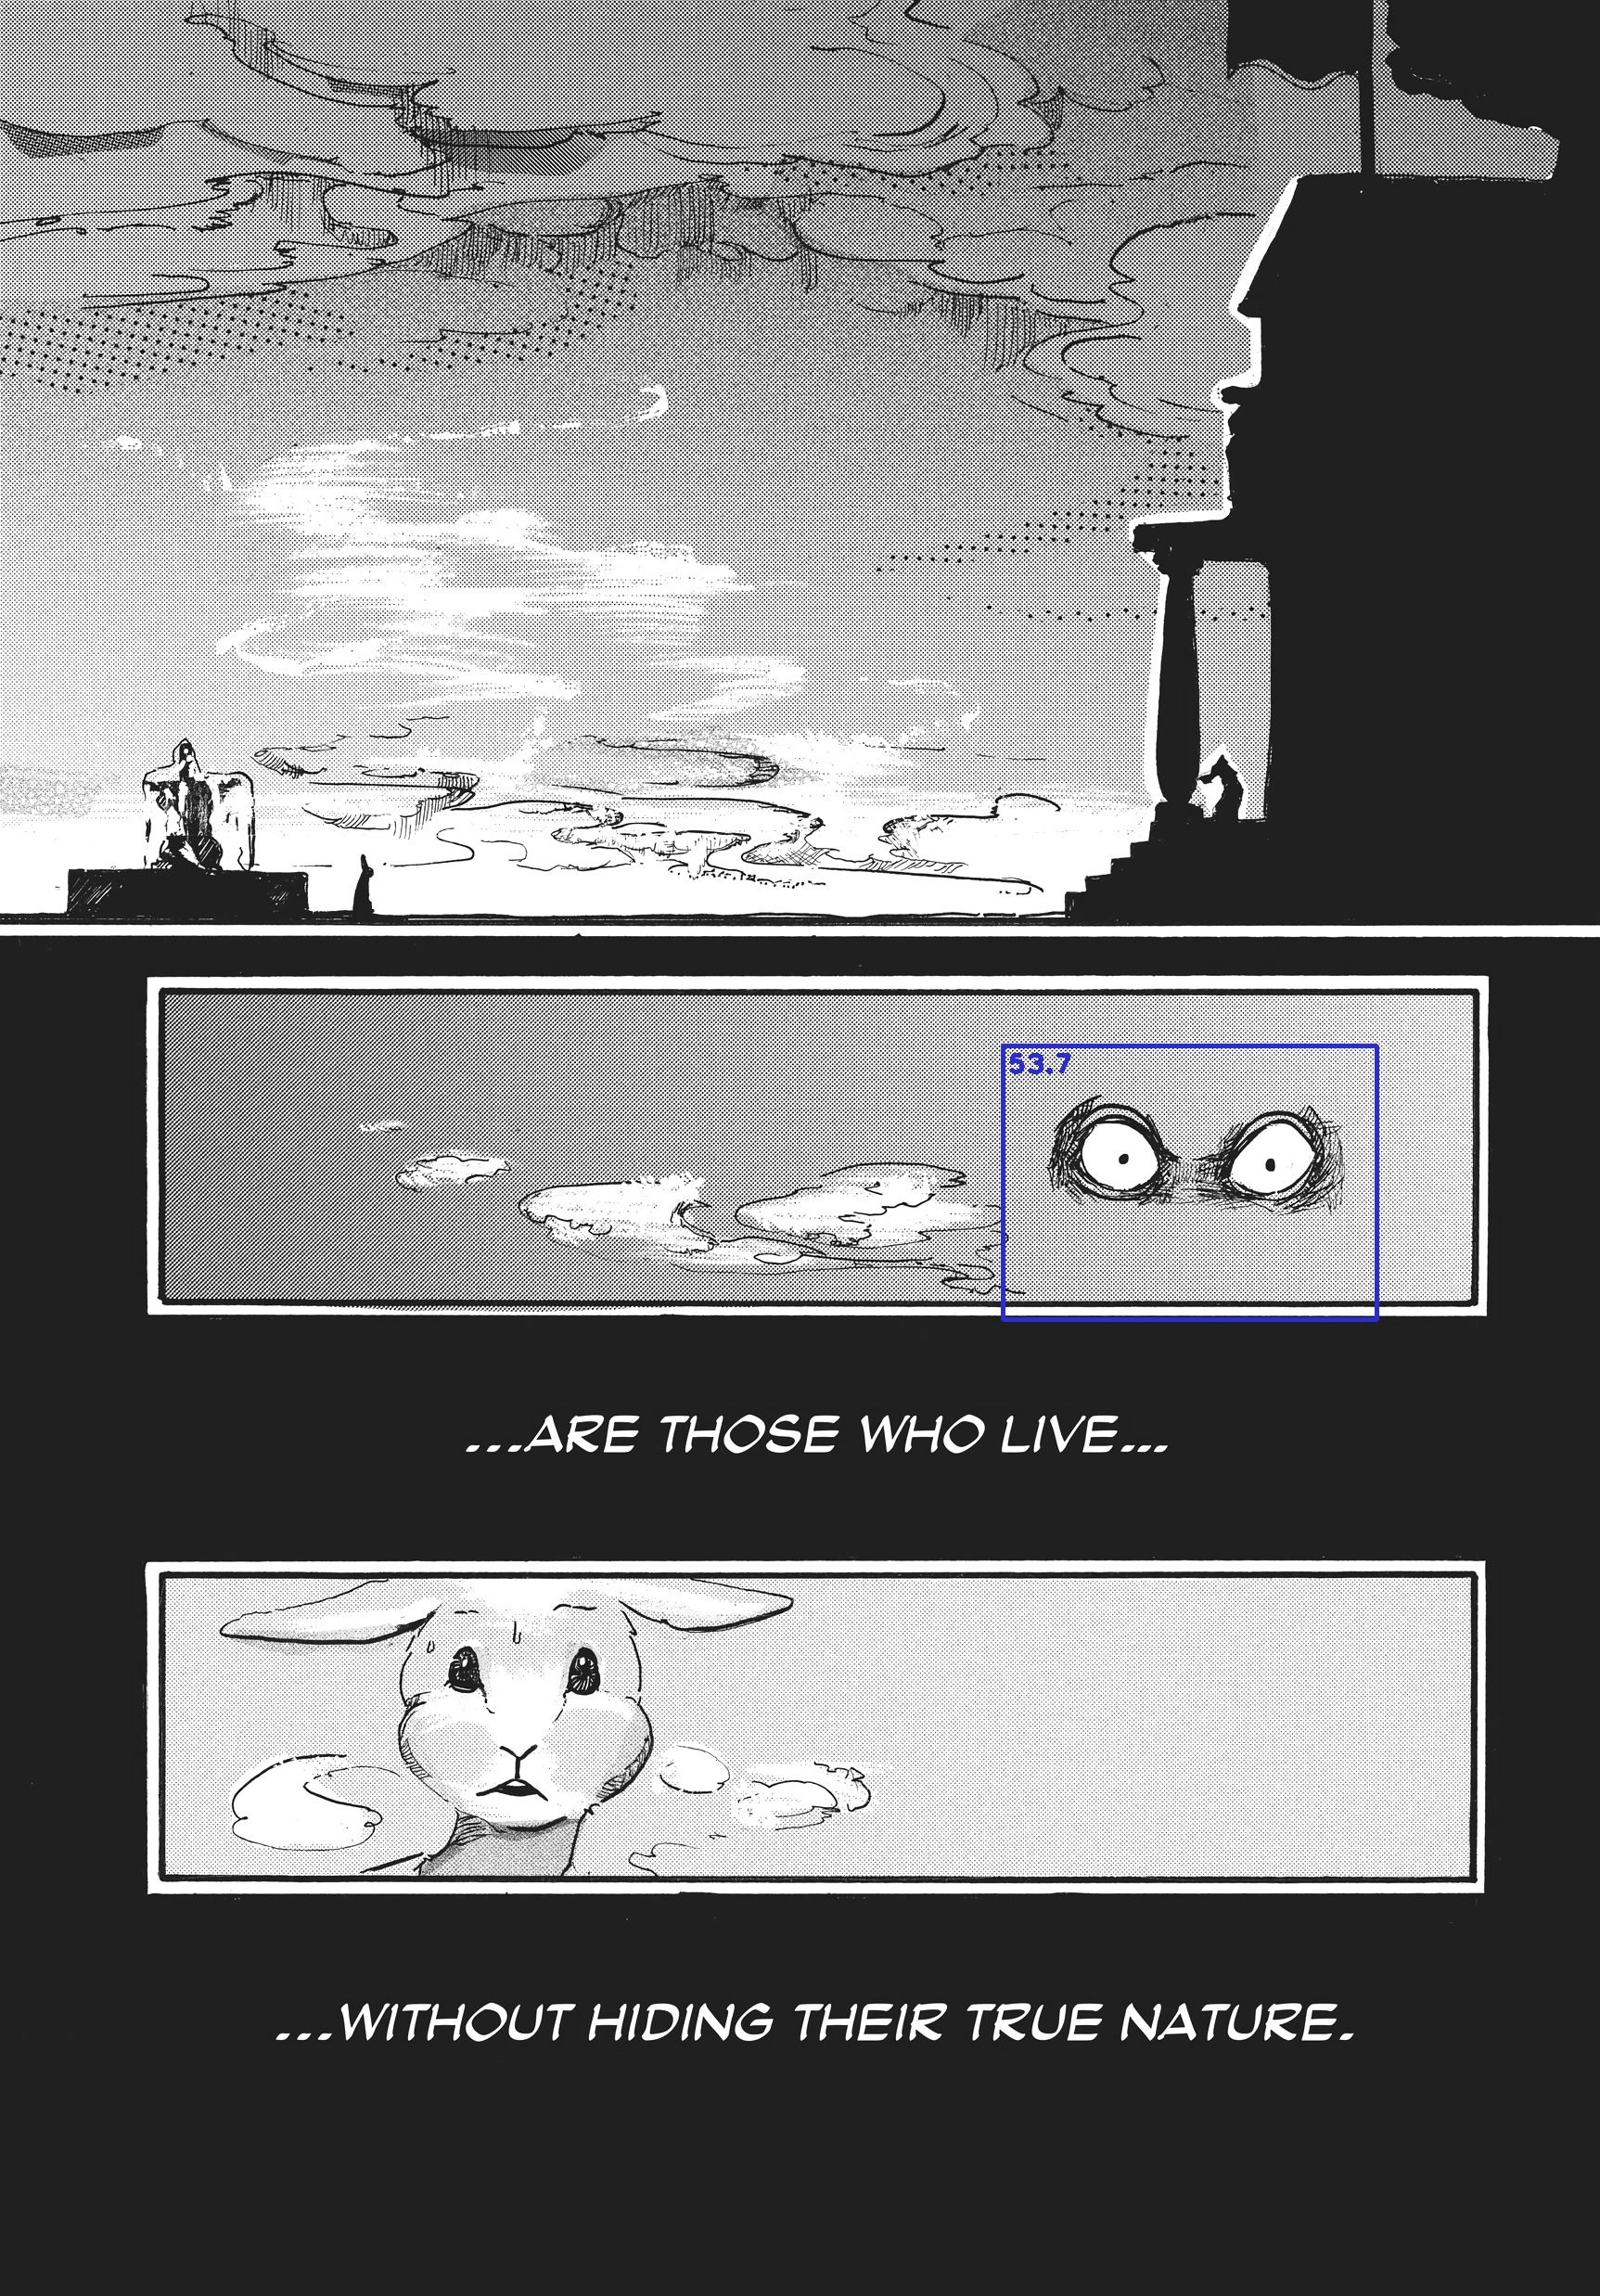 53.7
...ARE THOSE WHO LIVE...
...WITHOUT HIDING THEIR TRUE NATURE.